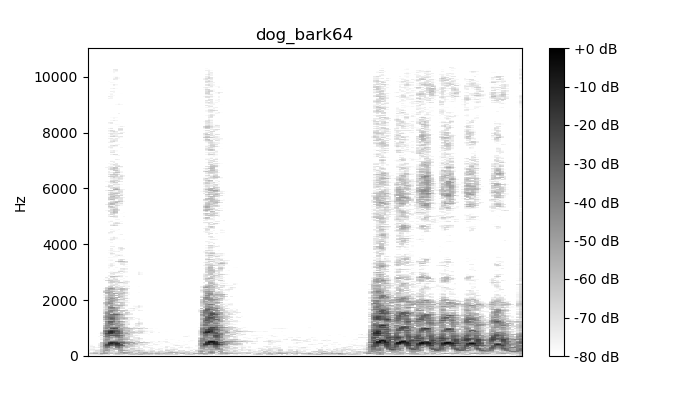 dog_bark64
Hz
10000
8000
6000
4000
2000
0
+0 dB
-10 dB
-20 dB
-30 dB
-40 dB
-50 dB
-60 dB
-70 dB
-80 dB